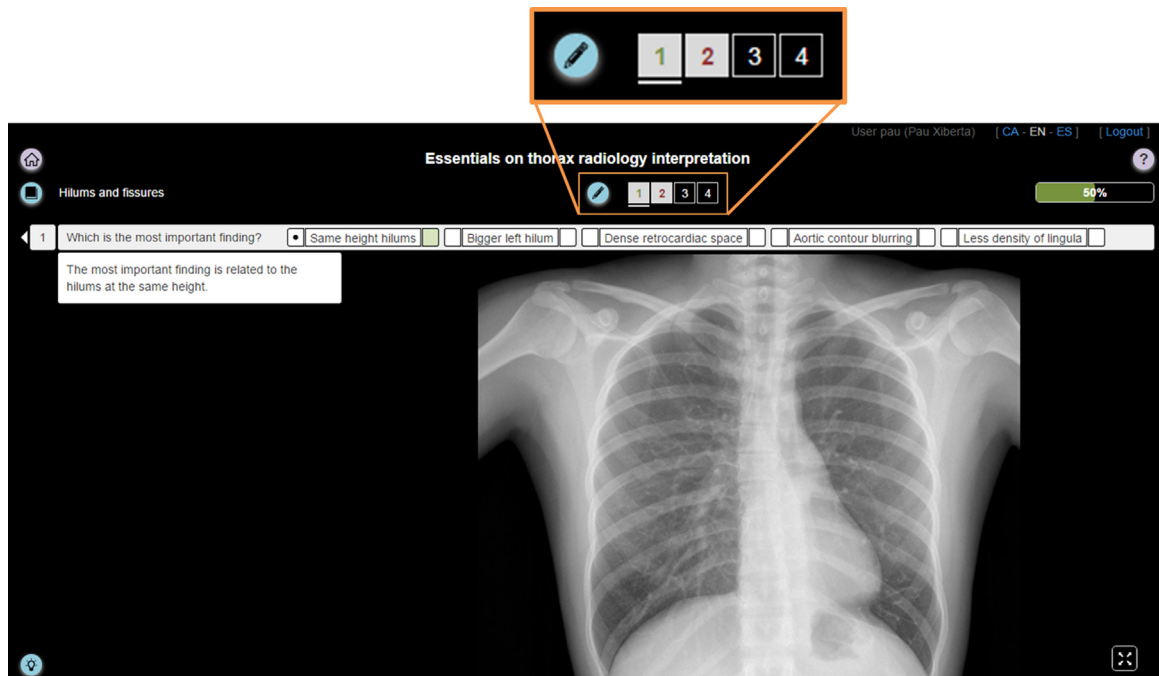 1 2 3 4
User pau (Pau Xiberta) [ CA - EN - ES ] [ Logout ]
Essentials on thorax radiology interpretation
?
Hilums and fissures
1 2 3 4
50%
1 Which is the most important finding? Same height hilums Bigger left hilum Dense retrocardiac space Aortic contour blurring Less density of lingula
The most important finding is related to the
hilums at the same height.